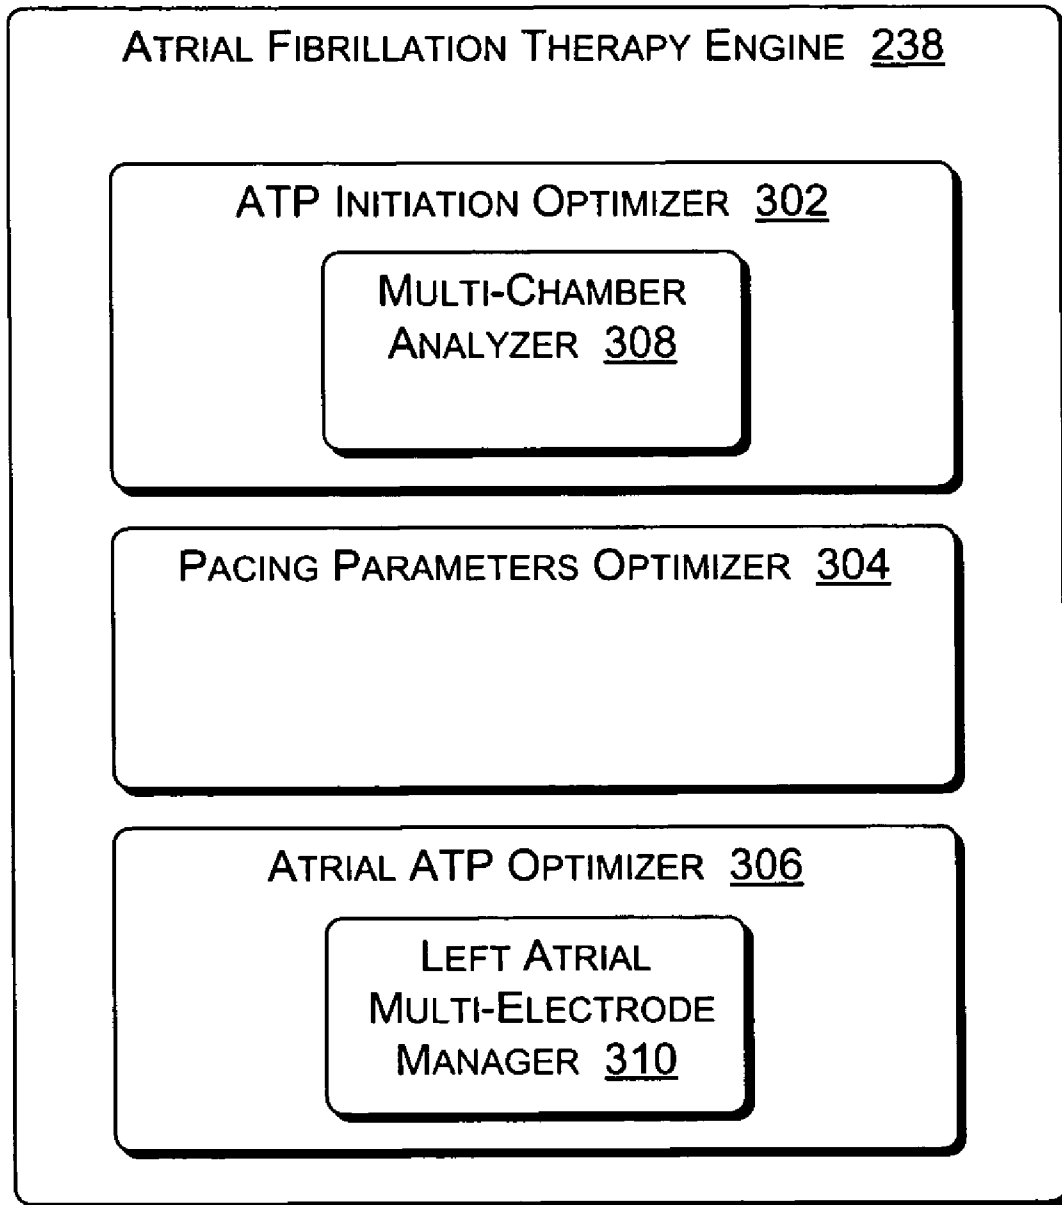 ATRIAL FIBRILLATION THERAPY ENGINE 238
ATP INITIATION OPTIMIZER 302
MULTI-CHAMBER
ANALYZER 308
PACING PARAMETERS OPTIMIZER 304
ATRIAL ATP OPTIMIZER 306
LEFT ATRIAL
MULTI-ELECTRODE
MANAGER 310